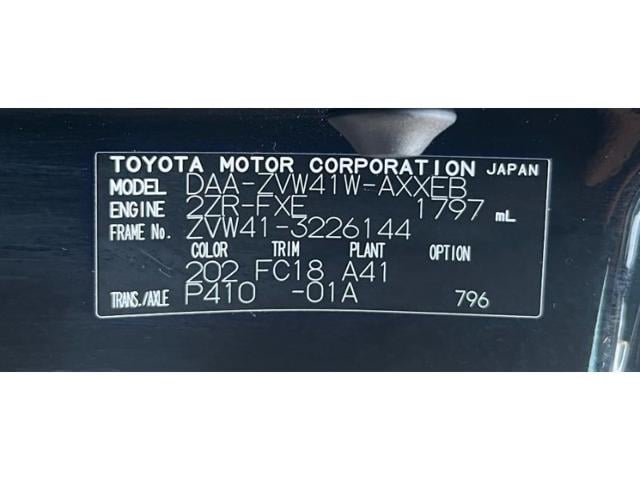 TOYOTA MOTOR CORPORATION JAPAN
MODEL DAA-ZVW41W-AXXEB
ENGINE 2ZR-FXE 1797 mL
FRAME No. ZVW41-3226144
COLOR TRIM PLANT OPTION
202 FC18 A41
TRANS./AXLE P410 -01A 796